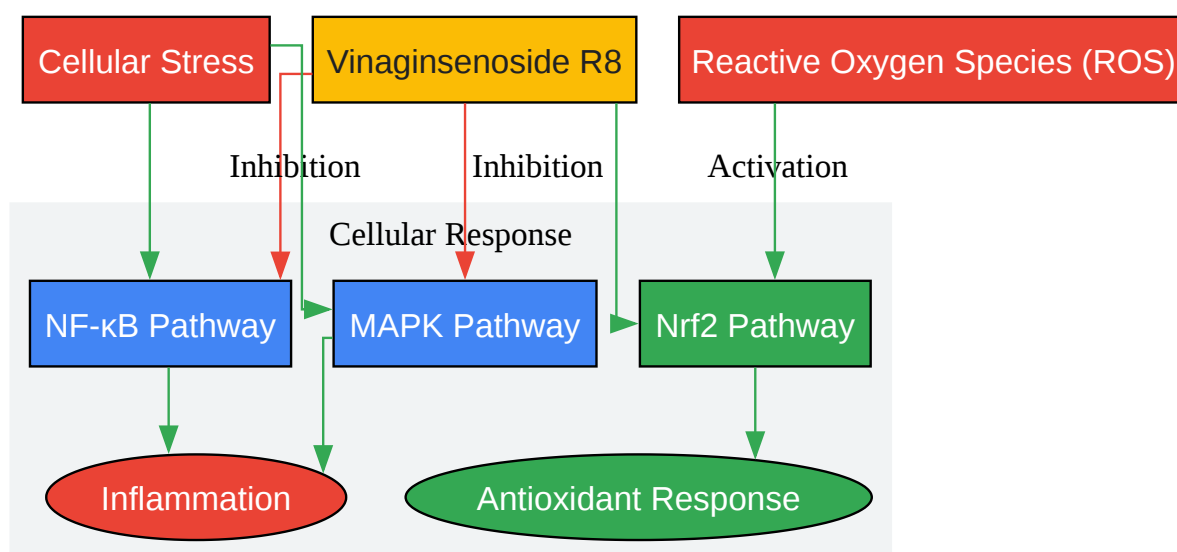 Cellular Stress
Vinaginsenoside R8
Reactive Oxygen Species (ROS)
Inhibition
Inhibition
Activation
Cellular Response
NF-κB Pathway
MAPK Pathway
Nrf2 Pathway
Inflammation
Antioxidant Response